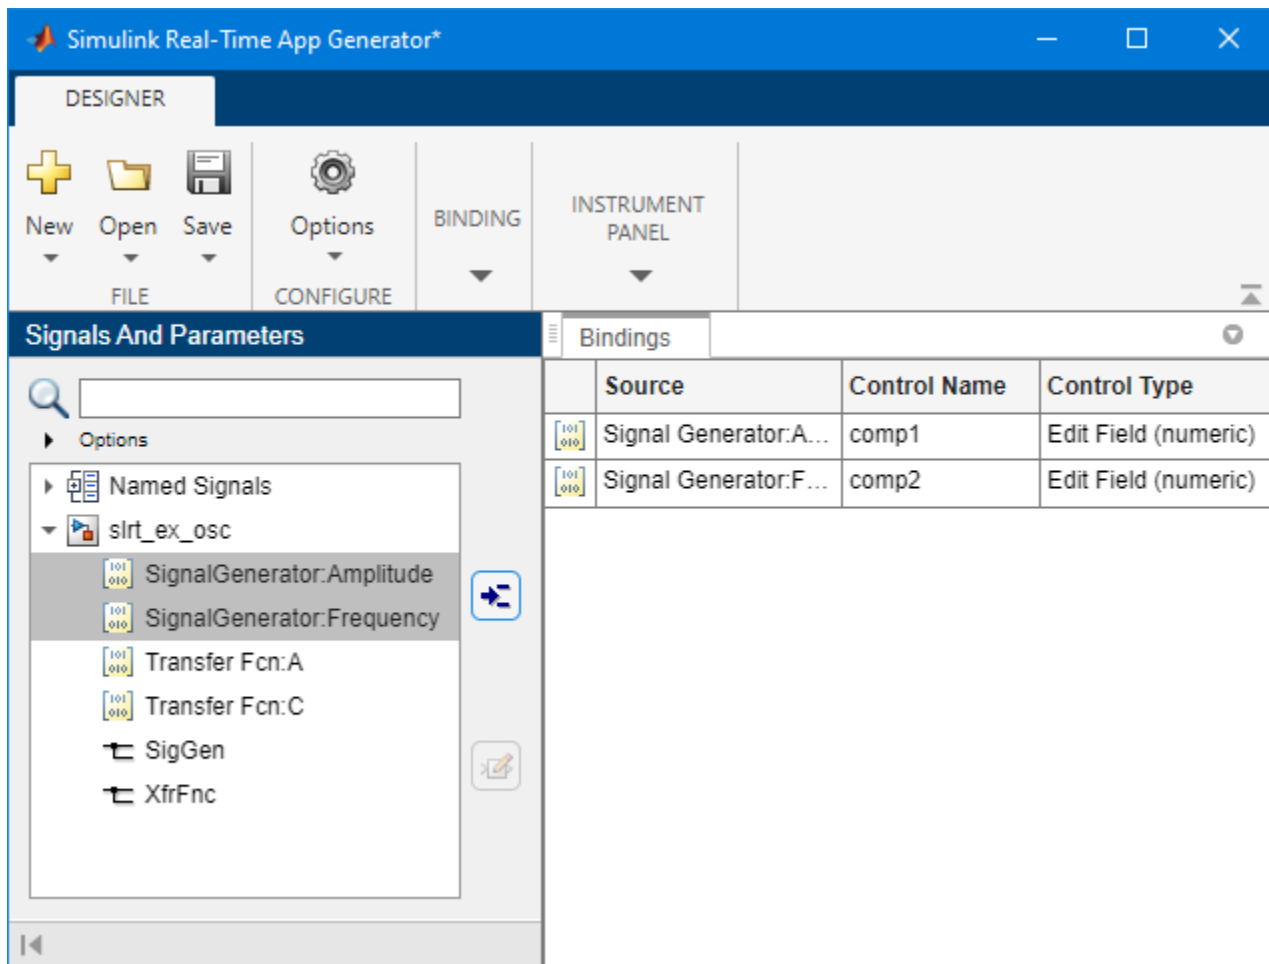 Simulink Real-Time App Generator*
DESIGNER
New
Open
Save
FILE
Options
CONFIGURE
BINDING
INSTRUMENT
PANEL
Signals And Parameters
Options
Named Signals
slrt_ex_osc
SignalGenerator:Amplitude
SignalGenerator:Frequency
Transfer Fcn:A
Transfer Fcn:C
SigGen
XfrFnc
Bindings
Source Control Name Control Type
Signal Generator:A... comp1 Edit Field (numeric)
Signal Generator:F... comp2 Edit Field (numeric)